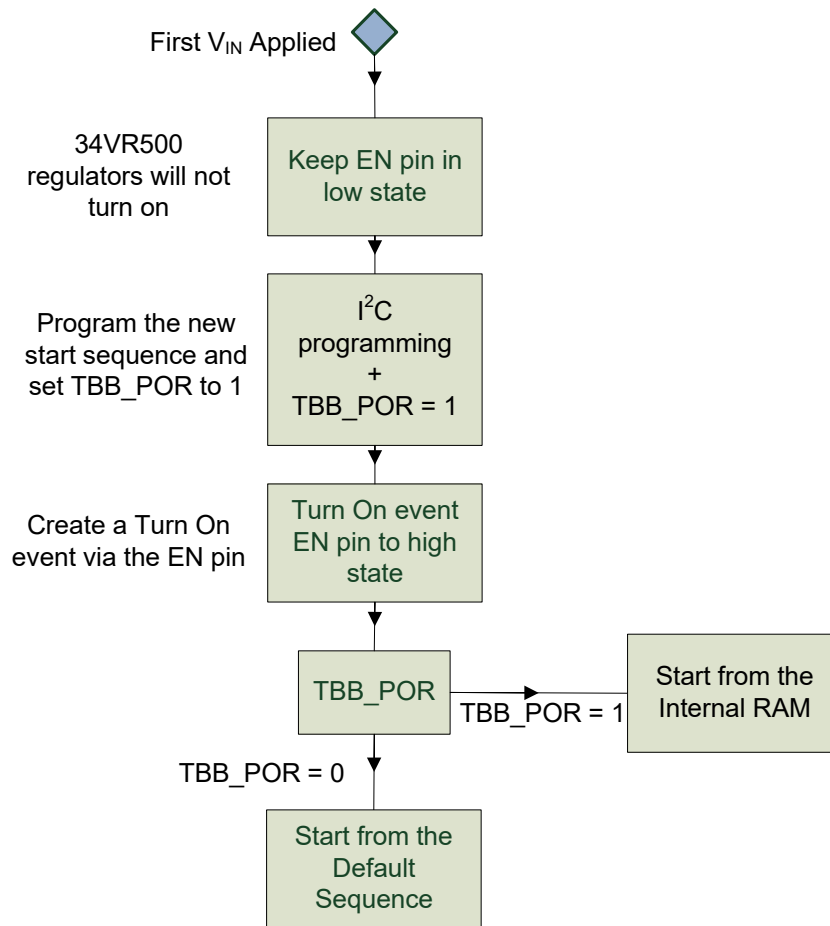 First V_IN Applied
34VR500
regulators will not
turn on
Keep EN pin in
low state
Program the new
start sequence and
set TBB_POR to 1
I²C
programming
+
TBB_POR = 1
Create a Turn On
event via the EN pin
Turn On event
EN pin to high
state
TBB_POR
TBB_POR = 1
Start from the
Internal RAM
TBB_POR = 0
Start from the
Default
Sequence